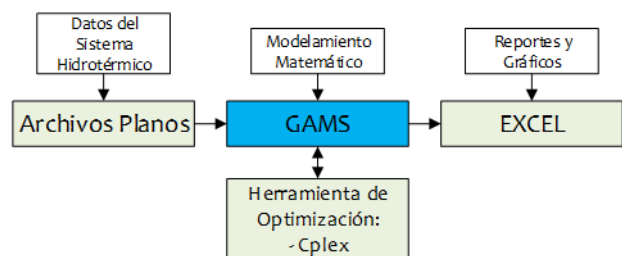 Datos del
Sistema
Hidrotérmico
Modelamiento
Matemático
Reportes y
Gráficos
Archivos Planos
GAMS
EXCEL
Herramienta de
Optimización:
- Cplex